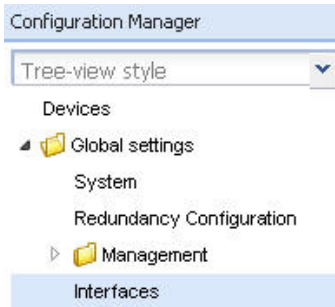 Configuration Manager
Tree-view style
Devices
Global settings
System
Redundancy Configuration
Management
Interfaces